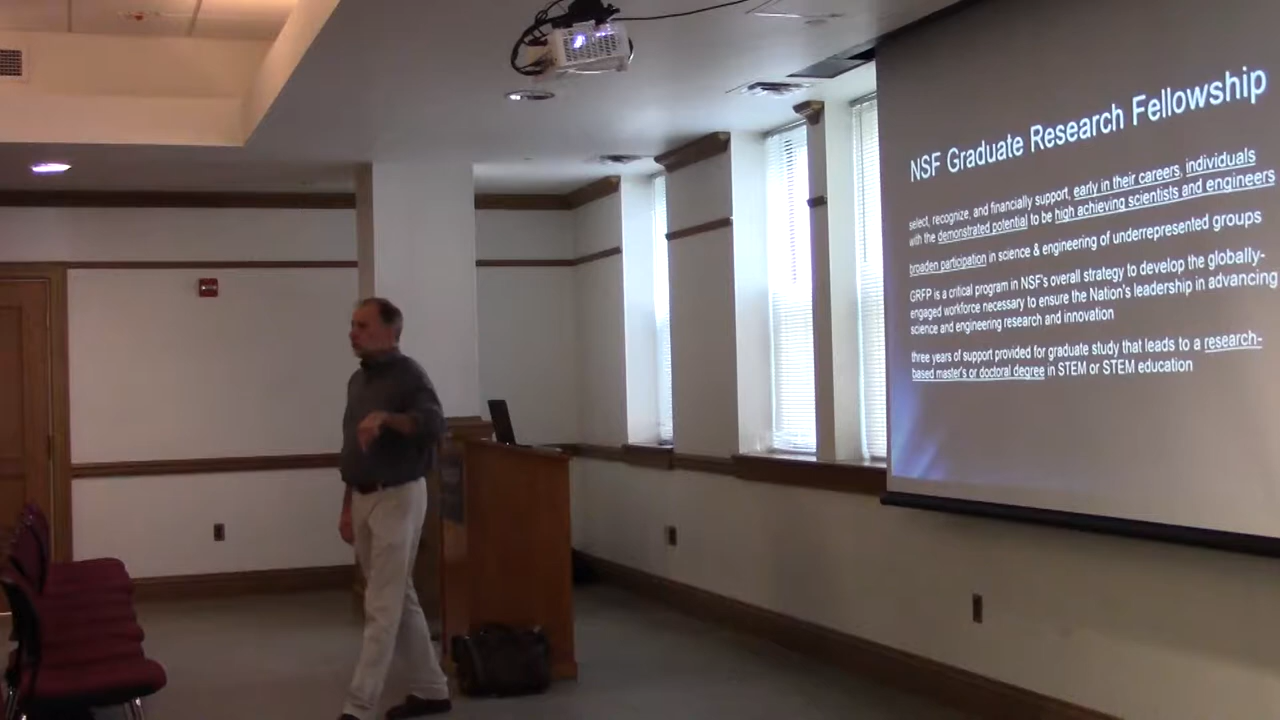 NSF Graduate Research Fellowship
select, recognize, and financially support, early in their careers, individuals
with the demonstrated potential to be high achieving scientists and engineers
broaden participation in science & engineering of underrepresented groups
GRFP is a critical program in NSF's overall strategy to develop the globally-
engaged workforce necessary to ensure the Nation's leadership in advancing
science and engineering research and innovation
three years of support provided for graduate study that leads to a research-
based master's or doctoral degree in STEM or STEM education